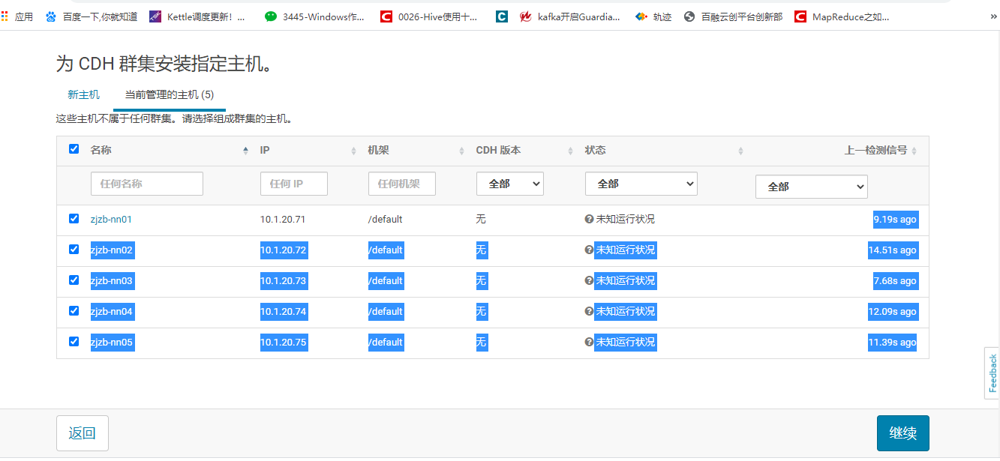 应用 百度一下,你就知道 Kettle调度更新！... 3445-Windows作... 0026-Hive使用十... kafka开启Guardia... 轨迹 百融云创平台创新部 MapReduce之如... »
为 CDH 群集安装指定主机。
新主机 当前管理的主机 (5)
这些主机不属于任何群集。请选择组成群集的主机。
名称 IP 机架 CDH 版本 状态 上一检测信号
任何名称 任何 IP 任何机架 全部 全部 全部
zjzb-nn01 10.1.20.71 /default 无 未知运行状况 9.19s ago
zjzb-nn02 10.1.20.72 /default 无 未知运行状况 14.51s ago
zjzb-nn03 10.1.20.73 /default 无 未知运行状况 7.68s ago
zjzb-nn04 10.1.20.74 /default 无 未知运行状况 12.09s ago
zjzb-nn05 10.1.20.75 /default 无 未知运行状况 11.39s ago
Feedback
返回 继续